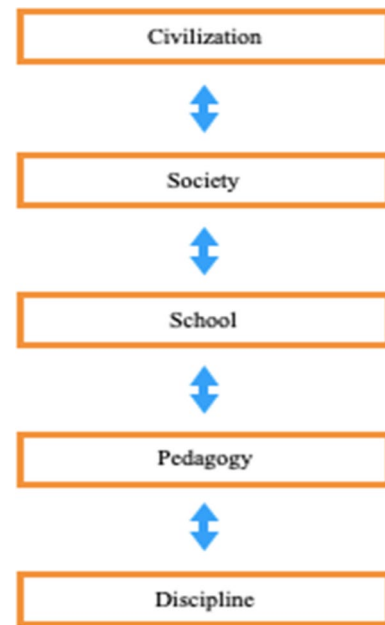 Civilization
Society
School
Pedagogy
Discipline